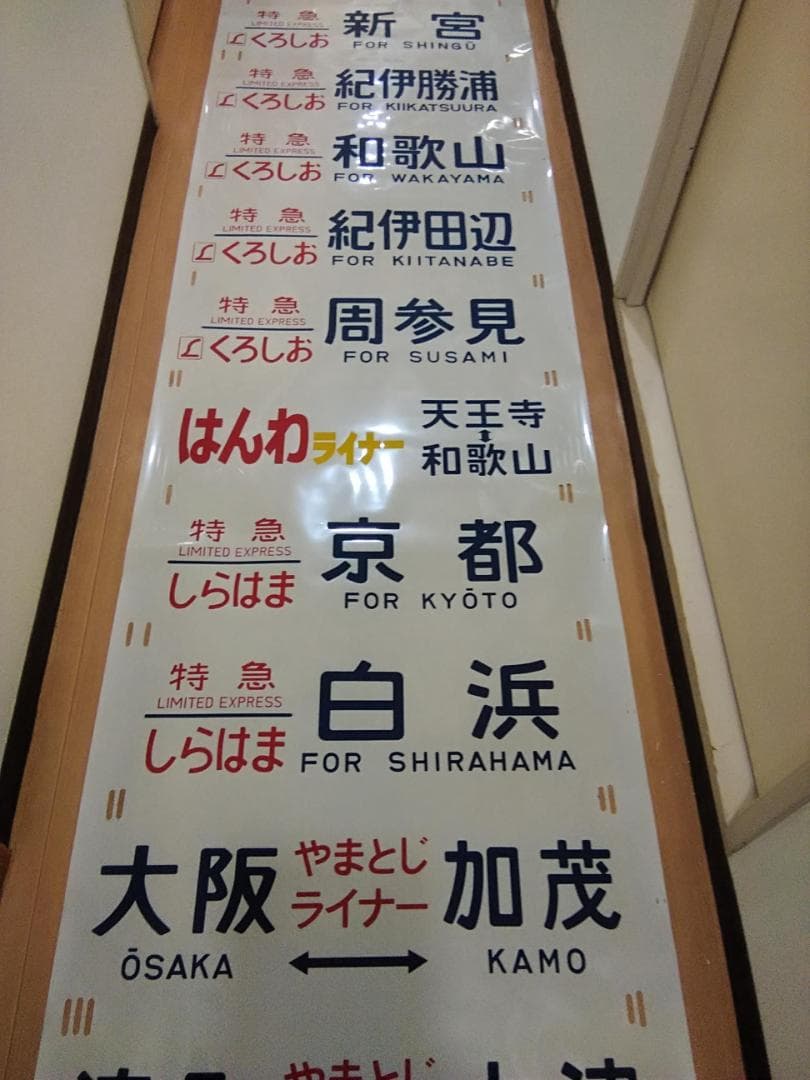 特急 新宮
LIMITED EXPRESS
L くろしお FOR SHINGŪ
特急 紀伊勝浦
LIMITED EXPRESS
L くろしお FOR KIIKATSUURA
特急 和歌山
LIMITED EXPRESS
L くろしお FOR WAKAYAMA
特急 紀伊田辺
LIMITED EXPRESS
L くろしお FOR KIITANABE
特急 周参見
LIMITED EXPRESS
L くろしお FOR SUSAMI
はんわライナー 天王寺
↕
和歌山
特急 京都
LIMITED EXPRESS
しらはま FOR KYŌTO
特急 白浜
LIMITED EXPRESS
しらはま FOR SHIRAHAMA
大阪 やまとじライナー 加茂
ŌSAKA ↔ KAMO
やまとじ